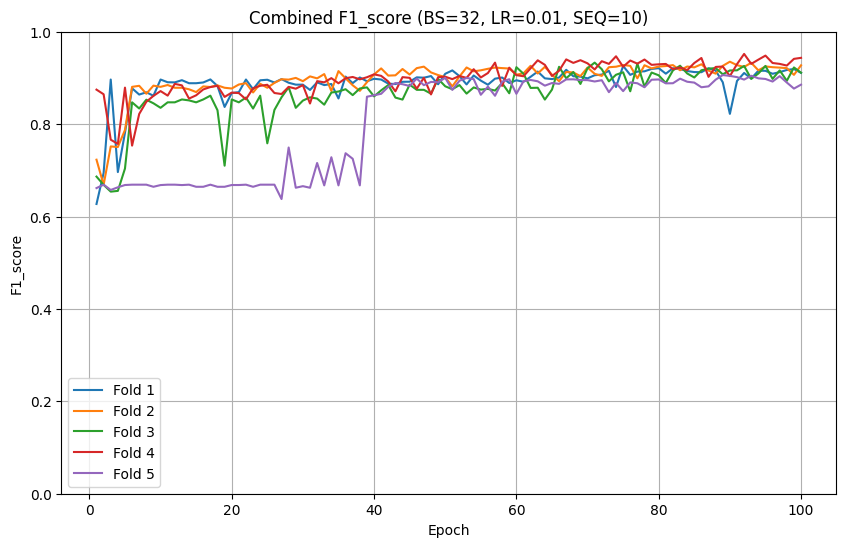 Combined F1_score (BS=32, LR=0.01, SEQ=10)
1.0
0.8
0.6
0.4
0.2
0.0
F1_score
Fold 1
Fold 2
Fold 3
Fold 4
Fold 5
0 20 40 60 80 100
Epoch